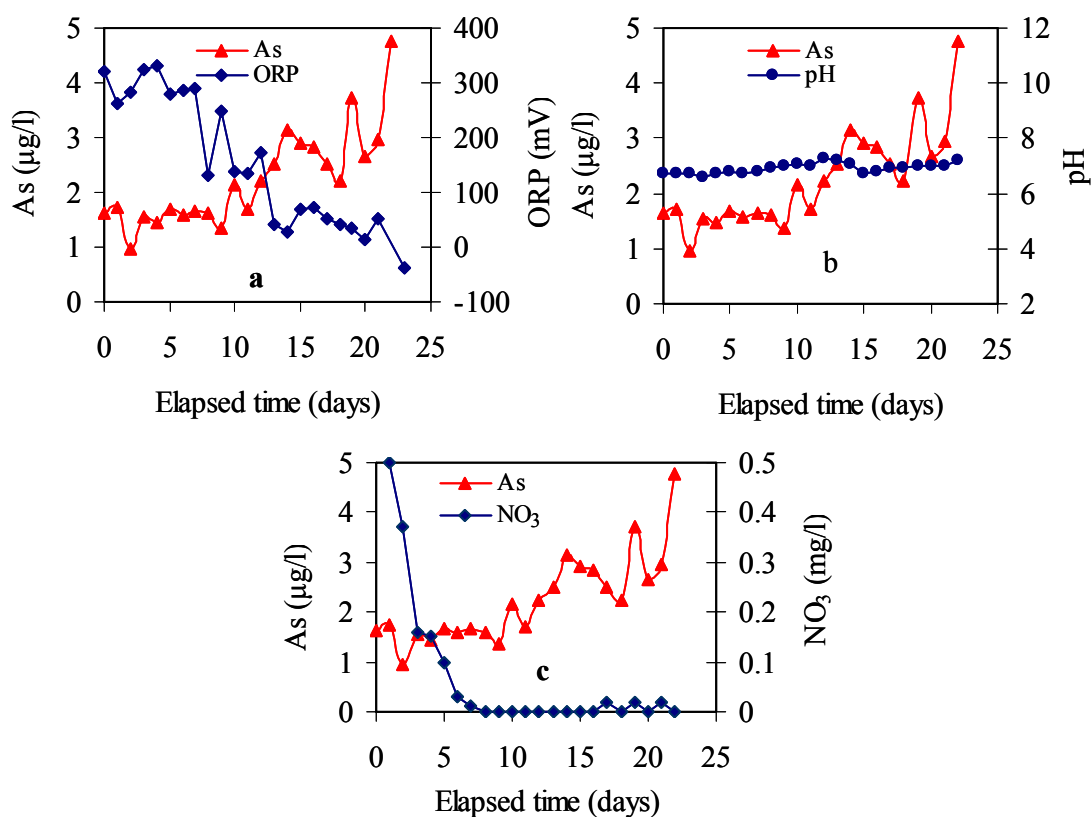 As
ORP
As (µg/l)
5
4
3
2
1
0
400
300
200
100
0
-100
ORP (mV)
a
0 5 10 15 20 25
Elapsed time (days)
As
pH
As (µg/l)
5
4
3
2
1
0
12
10
8
6
4
2
pH
b
0 5 10 15 20 25
Elapsed time (days)
As
NO₃
As (µg/l)
5
4
3
2
1
0
0.5
0.4
0.3
0.2
0.1
0
NO₃ (mg/l)
c
0 5 10 15 20 25
Elapsed time (days)